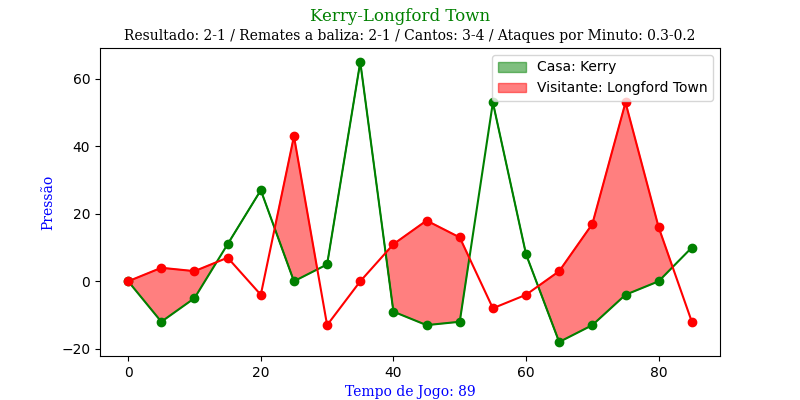 Kerry-Longford Town
Resultado: 2-1 / Remates a baliza: 2-1 / Cantos: 3-4 / Ataques por Minuto: 0.3-0.2
Casa: Kerry
Visitante: Longford Town
Pressão
60
40
20
0
−20
0 20 40 60 80
Tempo de Jogo: 89